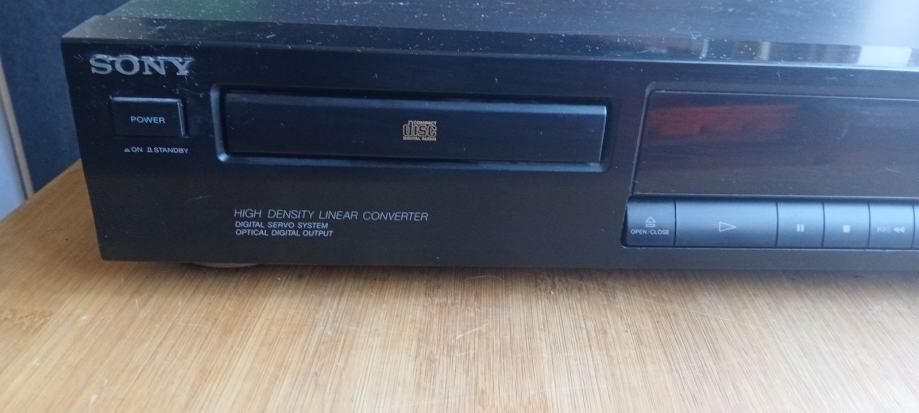 SONY
POWER
ON STANDBY
COMPACT
disc
DIGITAL AUDIO
HIGH DENSITY LINEAR CONVERTER
DIGITAL SERVO SYSTEM
OPTICAL DIGITAL OUTPUT
OPEN/CLOSE